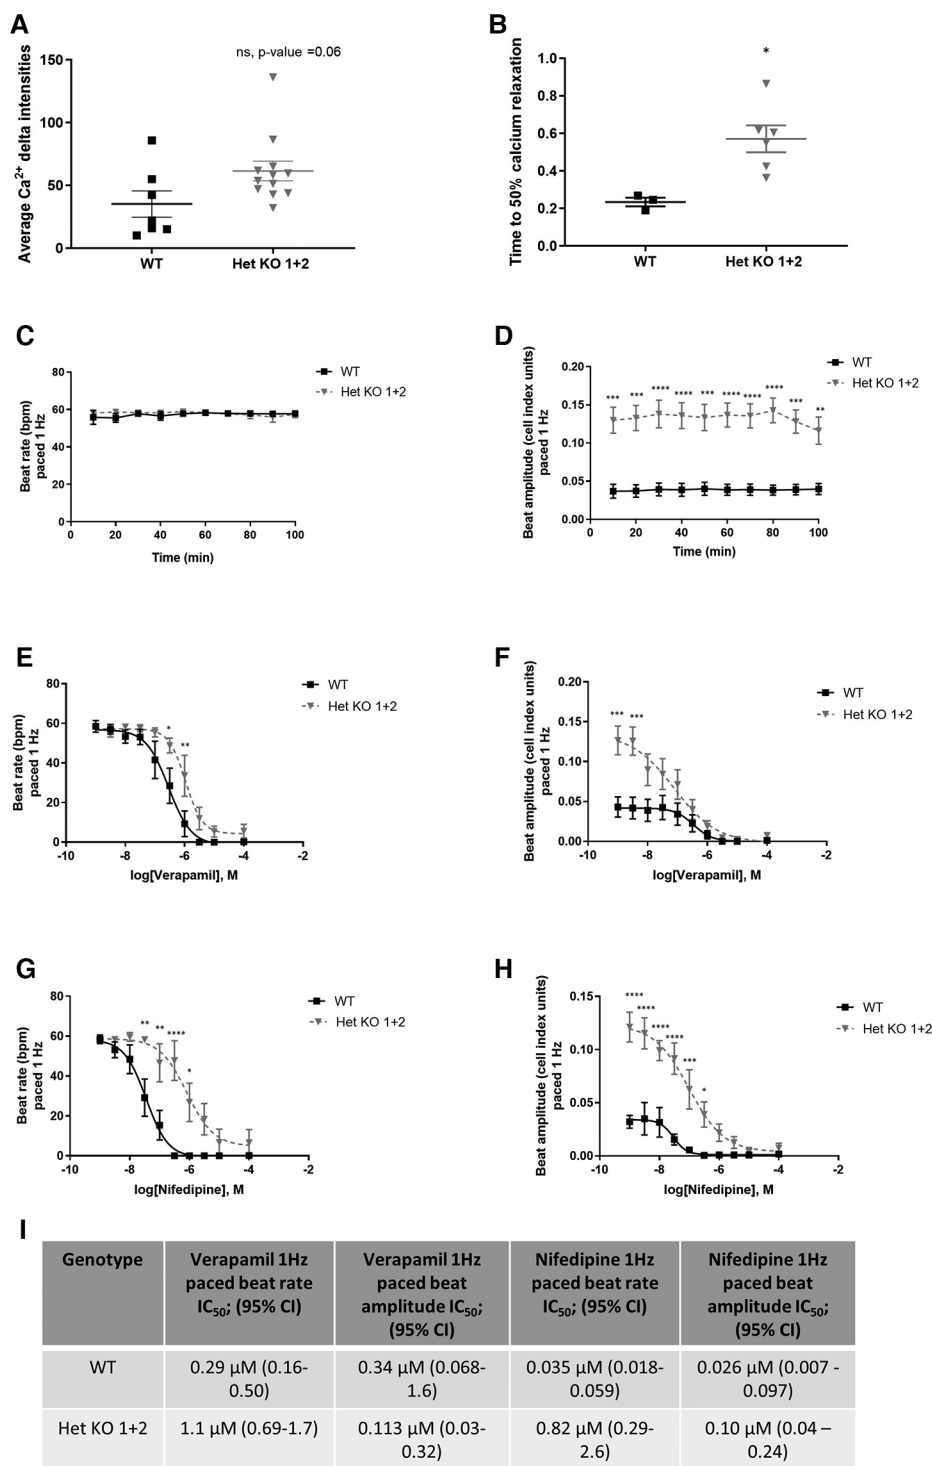 A
ns, p-value =0.06
Average Ca2+ delta intensities
150
100
50
0
WT
Het KO 1+2
B
*
Time to 50% calcium relaxation
1.0
0.8
0.6
0.4
0.2
0.0
WT
Het KO 1+2
C
WT
Het KO 1+2
Beat rate (bpm)
paced 1 Hz
80
60
40
20
0
0 20 40 60 80 100
Time (min)
D
WT
Het KO 1+2
Beat amplitude (cell index units)
paced 1 Hz
0.20
0.15
0.10
0.05
0.00
*** *** **** **** *** **** **** **** *** **
0 20 40 60 80 100
Time (min)
E
WT
Het KO 1+2
Beat rate (bpm)
paced 1 Hz
80
60
40
20
0
* **
-10 -8 -6 -4 -2
log[Verapamil], M
F
WT
Het KO 1+2
Beat amplitude (cell index units)
paced 1 Hz
0.20
0.15
0.10
0.05
0.00
*** ***
-10 -8 -6 -4 -2
log[Verapamil], M
G
WT
Het KO 1+2
Beat rate (bpm)
paced 1 Hz
80
60
40
20
0
** ** **** *
-10 -8 -6 -4 -2
log[Nifedipine], M
H
WT
Het KO 1+2
Beat amplitude (cell index units)
paced 1 Hz
0.15
0.10
0.05
0.00
**** **** **** **** *** *
-10 -8 -6 -4 -2
log[Nifedipine], M
I
Genotype
Verapamil 1Hz
paced beat rate
IC50; (95% CI)
Verapamil 1Hz
paced beat
amplitude IC50;
(95% CI)
Nifedipine 1Hz
paced beat rate
IC50; (95% CI)
Nifedipine 1Hz
paced beat
amplitude IC50;
(95% CI)
WT
0.29 µM (0.16-
0.50)
0.34 µM (0.068-
1.6)
0.035 µM (0.018-
0.059)
0.026 µM (0.007 -
0.097)
Het KO 1+2
1.1 µM (0.69-1.7)
0.113 µM (0.03-
0.32)
0.82 µM (0.29-
2.6)
0.10 µM (0.04 –
0.24)